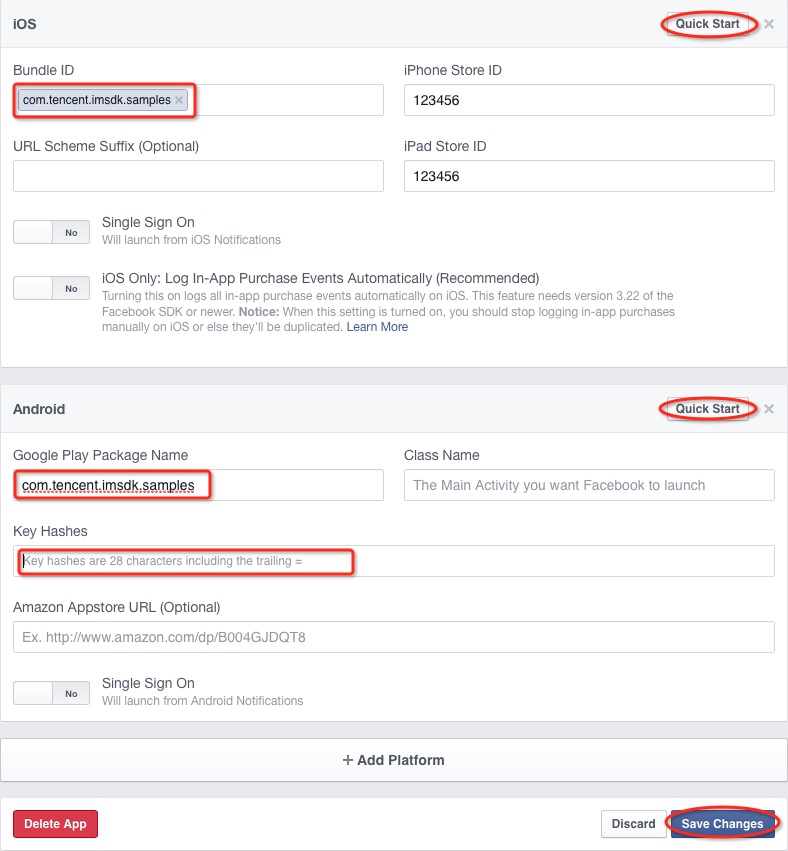 iOS
Quick Start ×
Bundle ID
iPhone Store ID
com.tencent.imsdk.samples ×
123456
URL Scheme Suffix (Optional)
iPad Store ID
123456
No
Single Sign On
Will launch from iOS Notifications
No
iOS Only: Log In-App Purchase Events Automatically (Recommended)
Turning this on logs all in-app purchase events automatically on iOS. This feature needs version 3.22 of the
Facebook SDK or newer. Notice: When this setting is turned on, you should stop logging in-app purchases
manually on iOS or else they'll be duplicated. Learn More
Android
Quick Start ×
Google Play Package Name
Class Name
com.tencent.imsdk.samples
The Main Activity you want Facebook to launch
Key Hashes
Key hashes are 28 characters including the trailing =
Amazon Appstore URL (Optional)
Ex. http://www.amazon.com/dp/B004GJDQT8
No
Single Sign On
Will launch from Android Notifications
+ Add Platform
Delete App
Discard
Save Changes